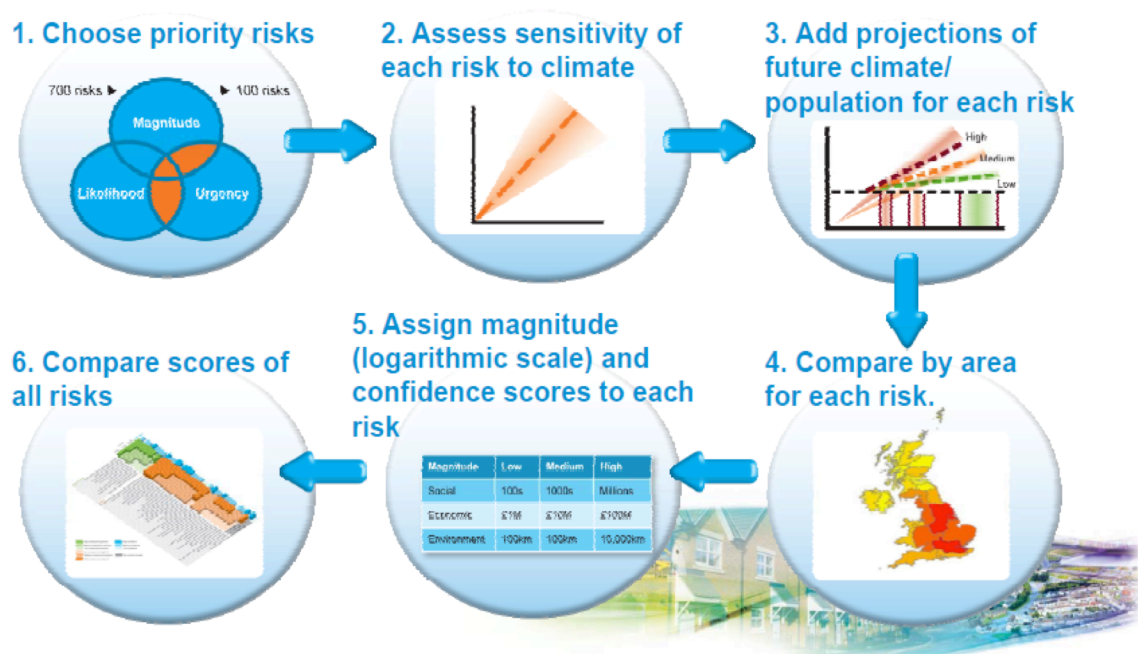 1. Choose priority risks
700 risks
100 risks
Magnitude
Likelihood
Urgency
2. Assess sensitivity of
each risk to climate
3. Add projections of
future climate/
population for each risk
High
Medium
Low
4. Compare by area
for each risk.
5. Assign magnitude
(logarithmic scale) and
confidence scores to each
risk
Magnitude Low Medium High
Social 100s 1000s Millions
Economic £1M £10M £100M
Environment 100km 100km 10,000km
6. Compare scores of
all risks